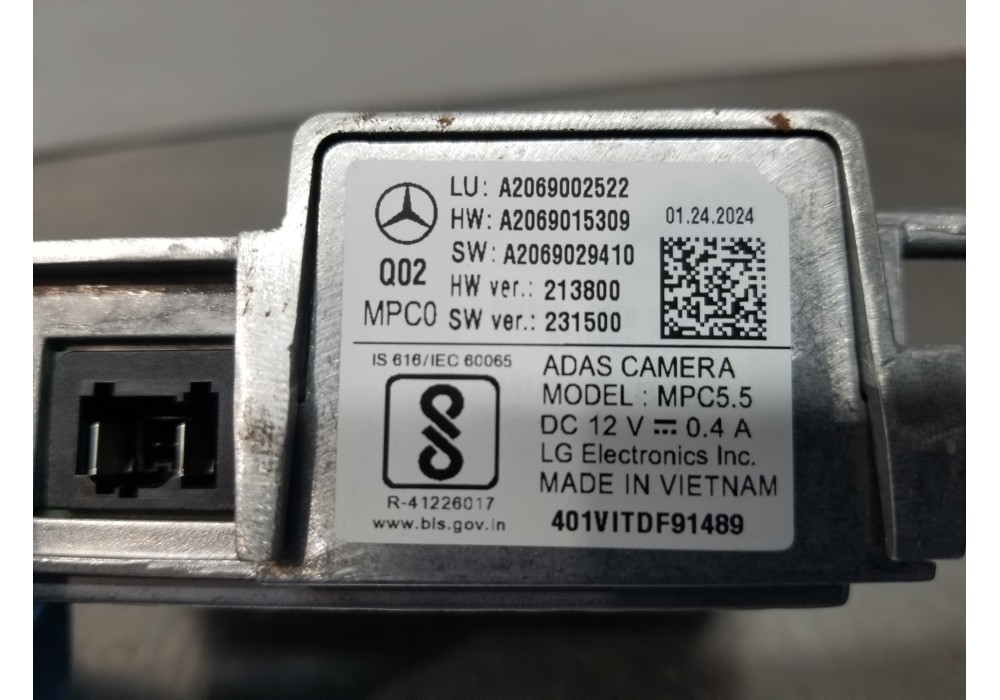 LU: A2069002522
HW: A2069015309
SW: A2069029410
HW ver.: 213800
SW ver.: 231500
Q02
MPC0
01.24.2024
IS 616/IEC 60065
R-41226017
www.bis.gov.in
ADAS CAMERA
MODEL : MPC5.5
DC 12 V ⎓ 0.4 A
LG Electronics Inc.
MADE IN VIETNAM
401VITDF91489